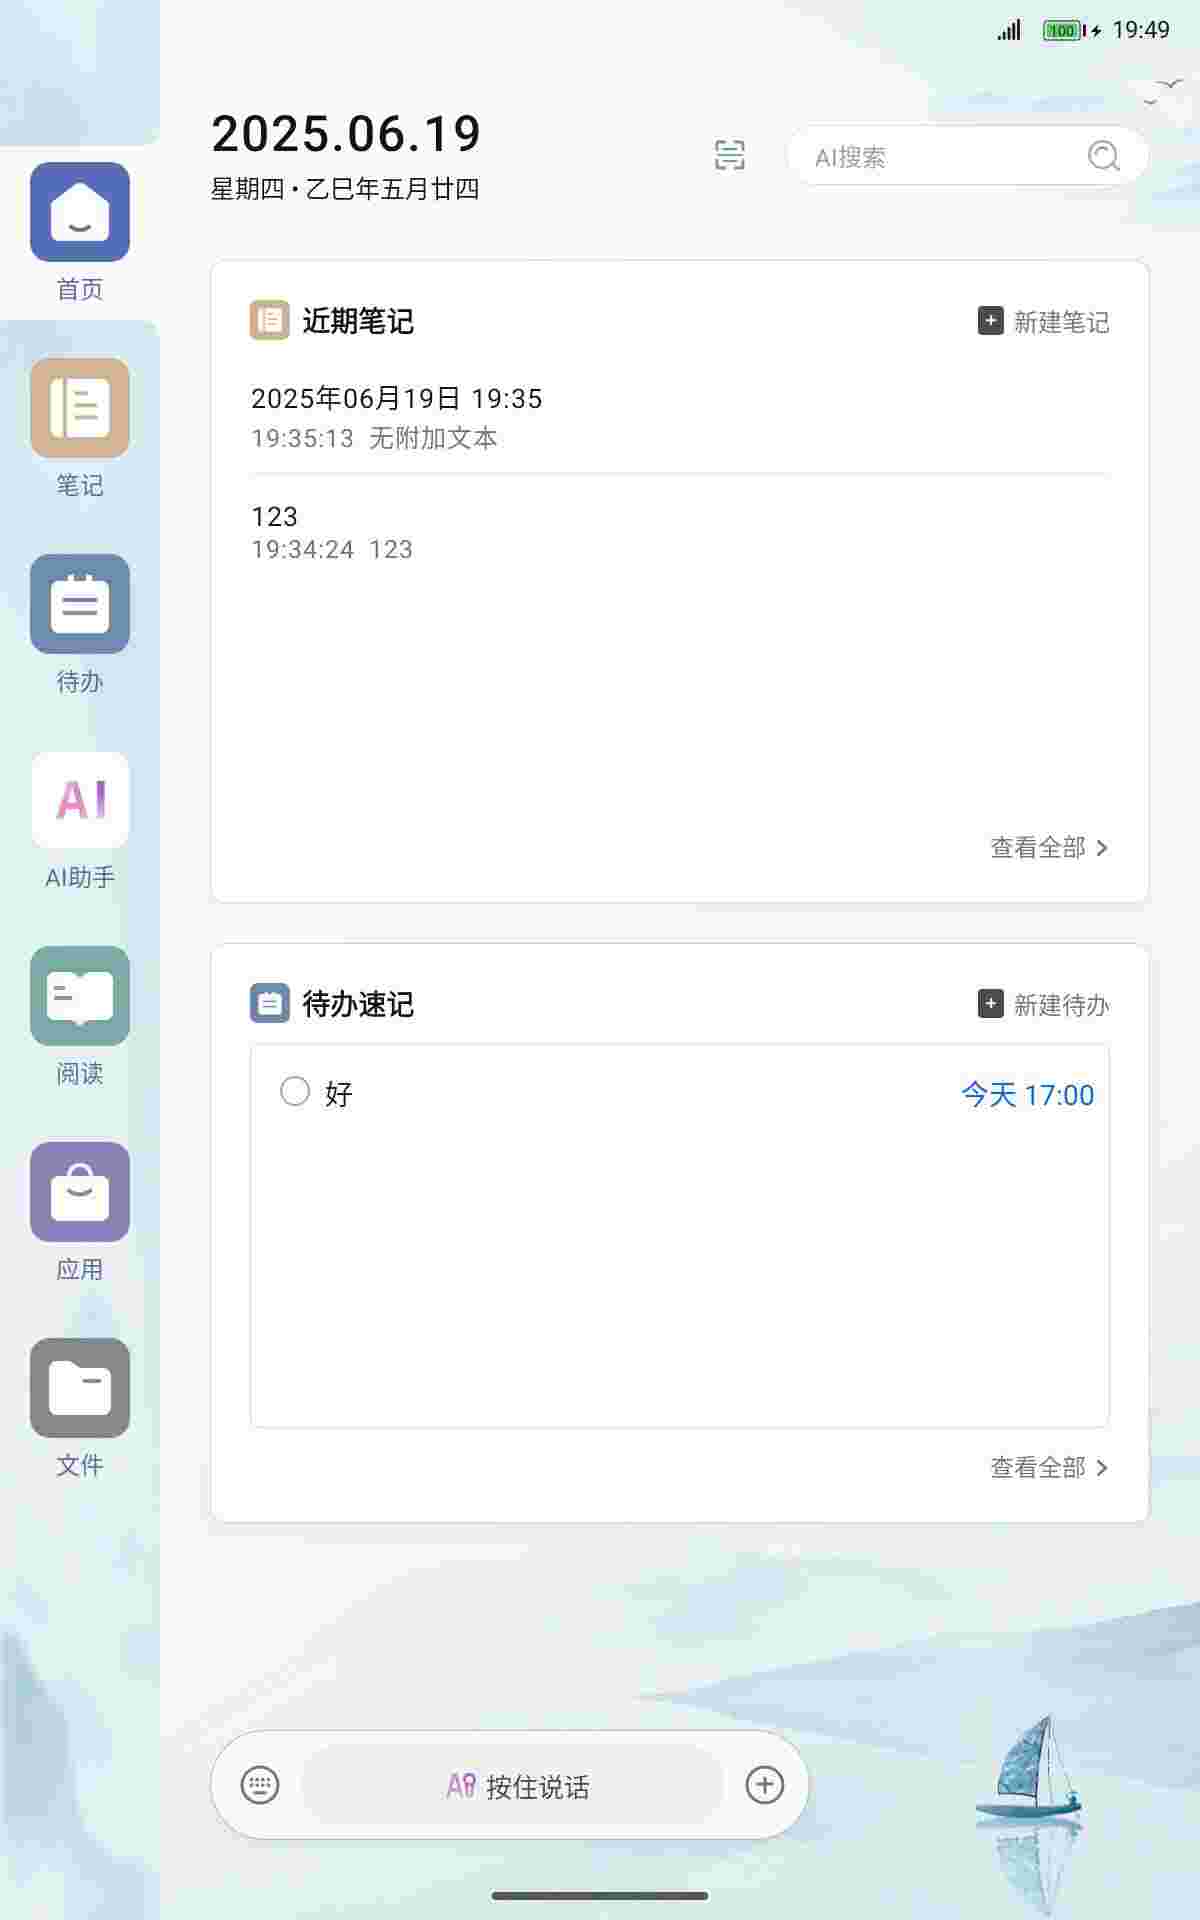 100 19:49
2025.06.19
星期四·乙巳年五月廿四
AI搜索
首页
笔记
待办
AI
AI助手
阅读
应用
文件
近期笔记
新建笔记
2025年06月19日 19:35
19:35:13 无附加文本
123
19:34:24 123
查看全部
待办速记
新建待办
好
今天 17:00
查看全部
按住说话